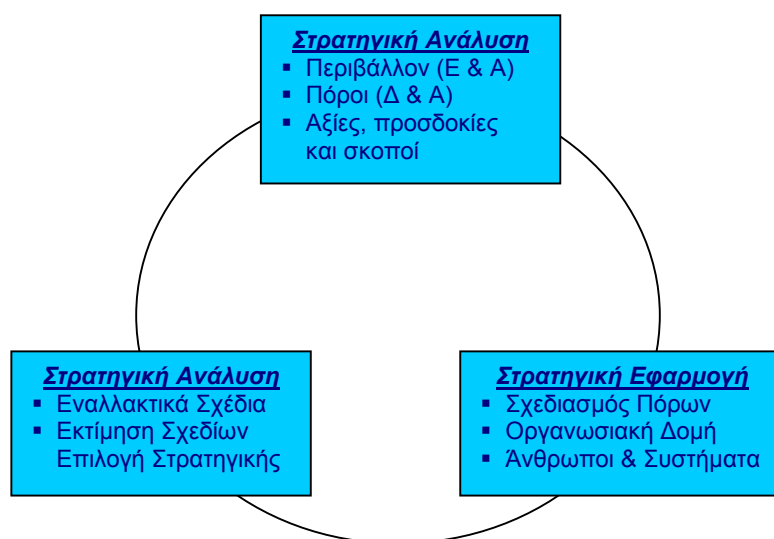 Στρατηγική Ανάλυση
▪ Περιβάλλον (Ε & Α)
▪ Πόροι (Δ & Α)
▪ Αξίες, προσδοκίες
και σκοποί
Στρατηγική Ανάλυση
▪ Εναλλακτικά Σχέδια
▪ Εκτίμηση Σχεδίων
Επιλογή Στρατηγικής
Στρατηγική Εφαρμογή
▪ Σχεδιασμός Πόρων
▪ Οργανωσιακή Δομή
▪ Άνθρωποι & Συστήματα